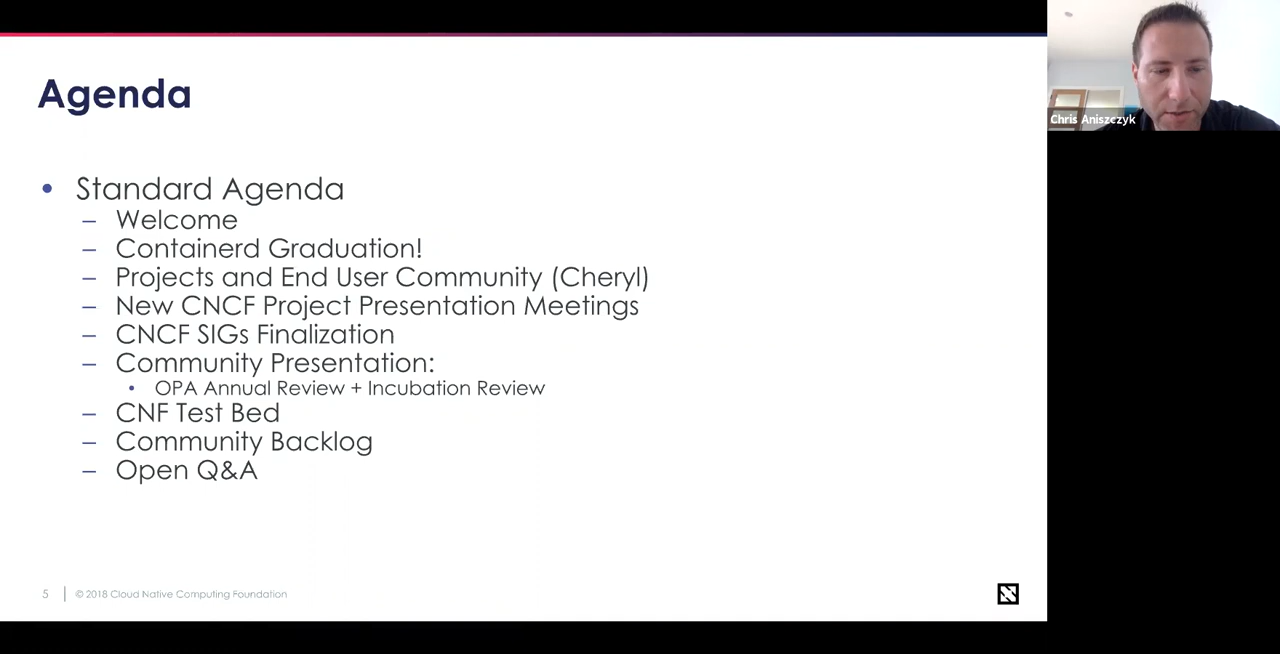 Agenda
• Standard Agenda
– Welcome
– Containerd Graduation!
– Projects and End User Community (Cheryl)
– New CNCF Project Presentation Meetings
– CNCF SIGs Finalization
– Community Presentation:
• OPA Annual Review + Incubation Review
– CNF Test Bed
– Community Backlog
– Open Q&A
5 © 2018 Cloud Native Computing Foundation
Chris Aniszczyk